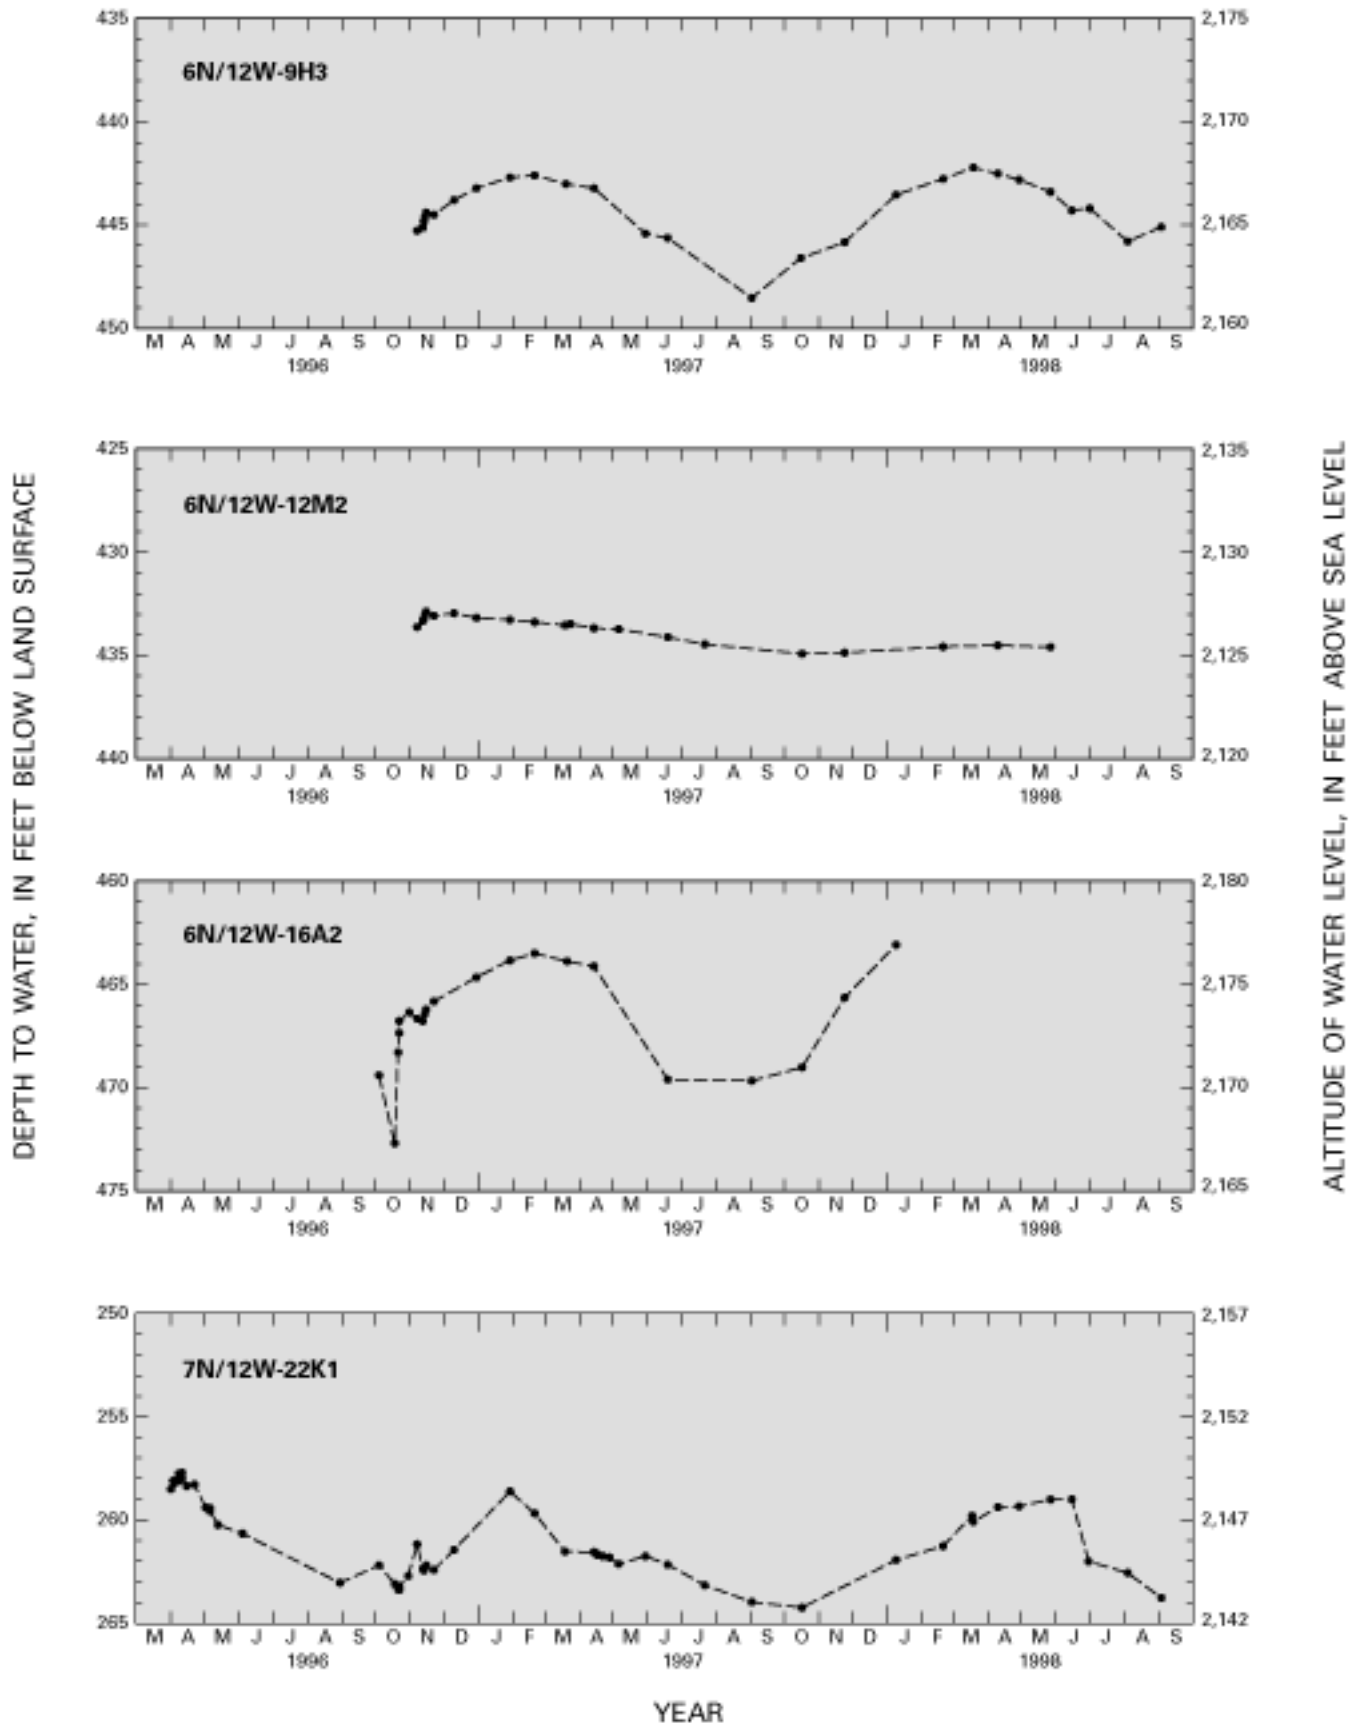 DEPTH TO WATER, IN FEET BELOW LAND SURFACE
ALTITUDE OF WATER LEVEL, IN FEET ABOVE SEA LEVEL
6N/12W-9H3
435 2,175
440 2,170
445 2,165
450 2,160
M A M J J A S O N D J F M A M J J A S O N D J F M A M J J A S
1996 1997 1998
6N/12W-12M2
425 2,135
430 2,130
435 2,125
440 2,120
M A M J J A S O N D J F M A M J J A S O N D J F M A M J J A S
1996 1997 1998
6N/12W-16A2
460 2,180
465 2,175
470 2,170
475 2,165
M A M J J A S O N D J F M A M J J A S O N D J F M A M J J A S
1996 1997 1998
7N/12W-22K1
250 2,157
255 2,152
260 2,147
265 2,142
M A M J J A S O N D J F M A M J J A S O N D J F M A M J J A S
1996 1997 1998
YEAR